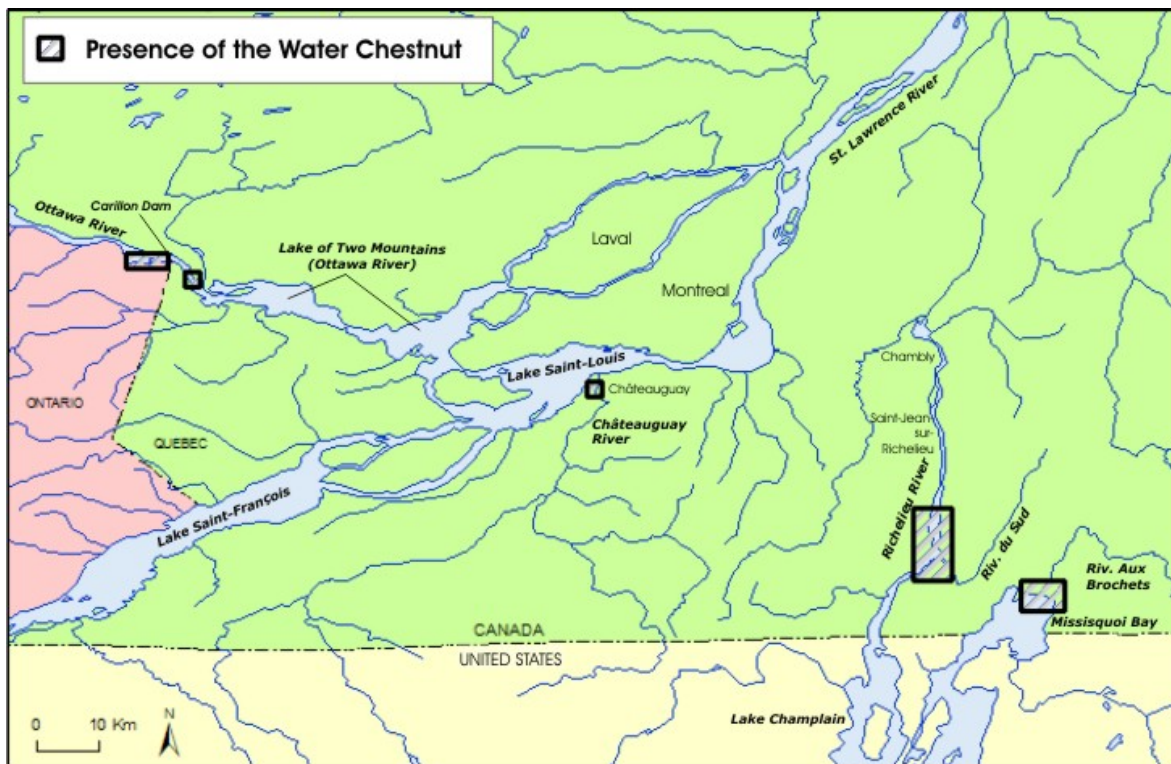 Presence of the Water Chestnut
St. Lawrence River
Carillon Dam
Ottawa River
Lake of Two Mountains
(Ottawa River)
Laval
Montreal
Lake Saint-Louis
Châteauguay
Châteauguay
River
Chambly
Saint-Jean-
sur-
Richelieu
ONTARIO
QUEBEC
Lake Saint-François
Richelieu River
Riv. du Sud
Riv. Aux
Brochets
Missisquoi Bay
CANADA
UNITED STATES
Lake Champlain
0 10 Km
N